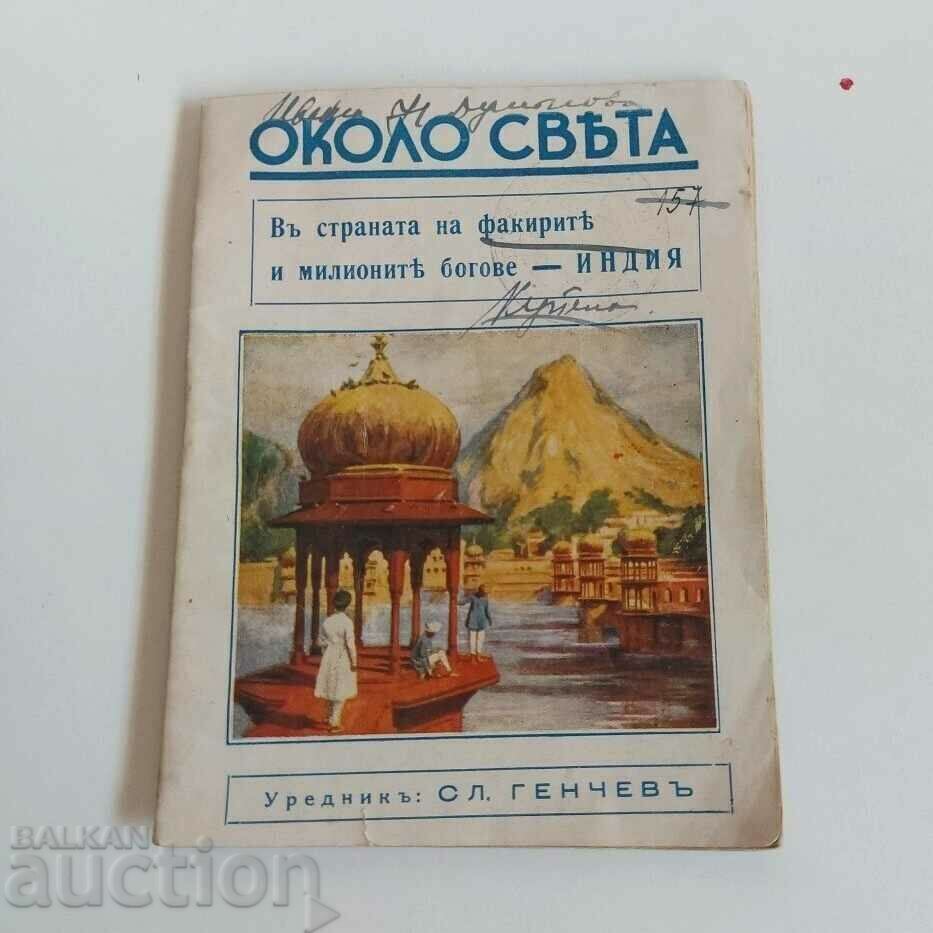 ОКОЛО СВѢТА
157
Въ страната на факиритѣ
и милионитѣ богове — ИНДИЯ
Уредникъ: СЛ. ГЕНЧЕВЪ
BALKAN
auction